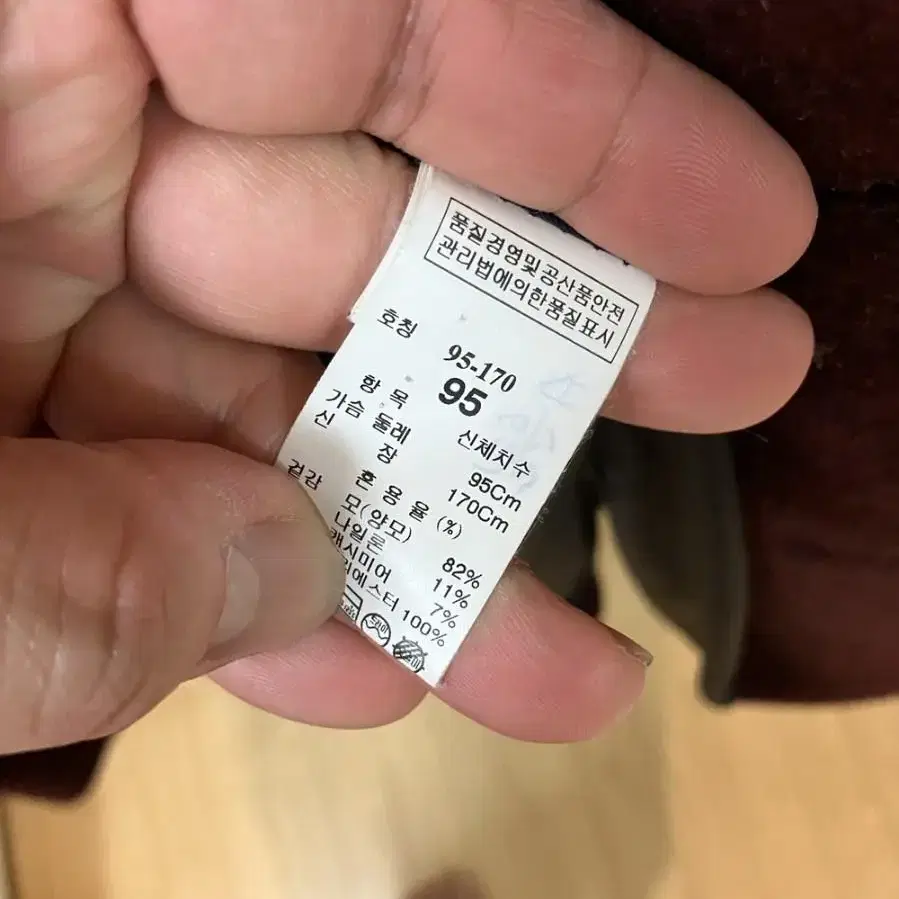 품질경영및공산품안전
관리법에의한품질표시
호칭
95-170
95
항 목 신체치수
가슴 둘레 95Cm
신 장 170Cm
혼 용 율 (%)
겉감 모(양모) 82%
나일론 11%
캐시미어 7%
리에스터 100%